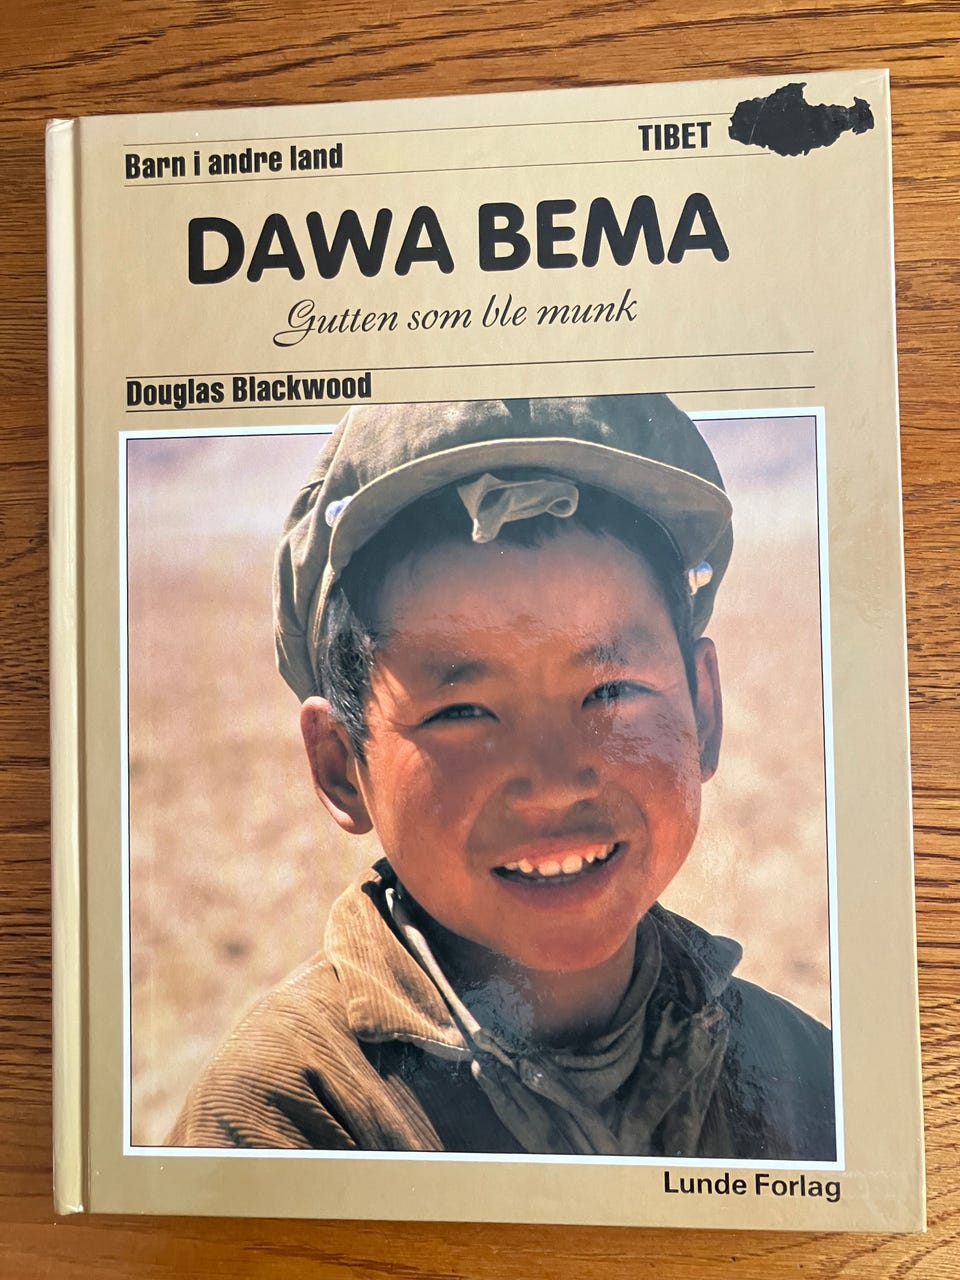 Barn i andre land
TIBET
DAWA BEMA
Gutten som ble munk
Douglas Blackwood
Lunde Forlag